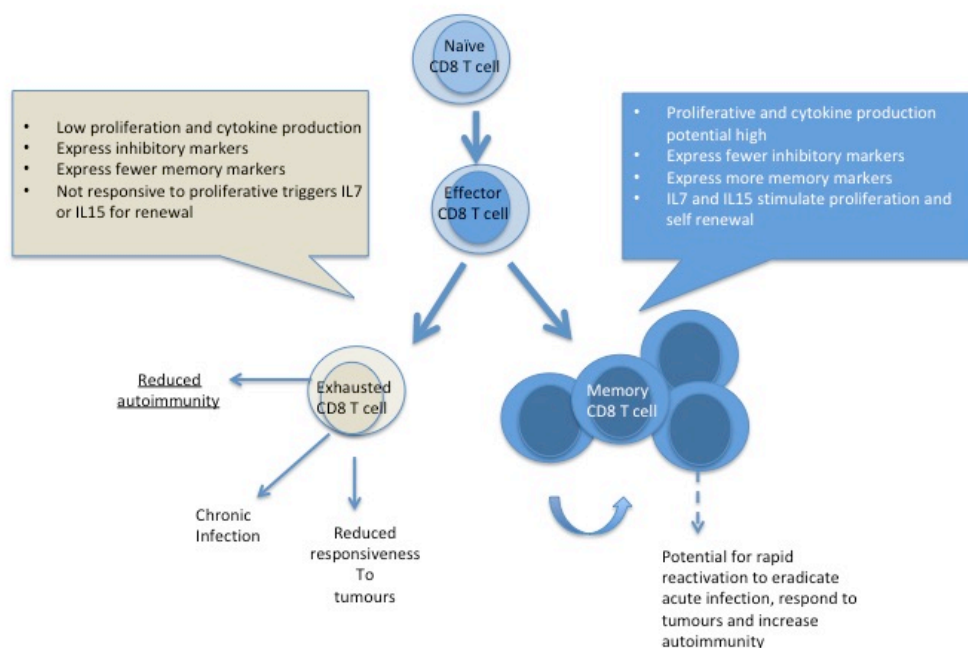 Naïve
CD8 T cell
• Low proliferation and cytokine production
• Express inhibitory markers
• Express fewer memory markers
• Not responsive to proliferative triggers IL7
or IL15 for renewal
• Proliferative and cytokine production
potential high
• Express fewer inhibitory markers
• Express more memory markers
• IL7 and IL15 stimulate proliferation and
self renewal
Effector
CD8 T cell
Reduced
autoimmunity
Exhausted
CD8 T cell
Memory
CD8 T cell
Chronic
Infection
Reduced
responsiveness
To
tumours
Potential for rapid
reactivation to eradicate
acute infection, respond to
tumours and increase
autoimmunity